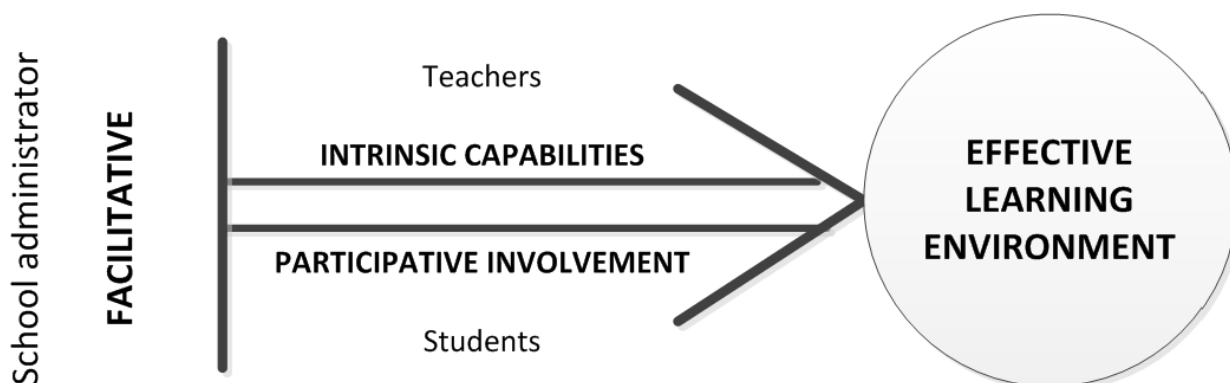 School administrator
FACILITATIVE
Teachers
INTRINSIC CAPABILITIES
PARTICIPATIVE INVOLVEMENT
Students
EFFECTIVE
LEARNING
ENVIRONMENT